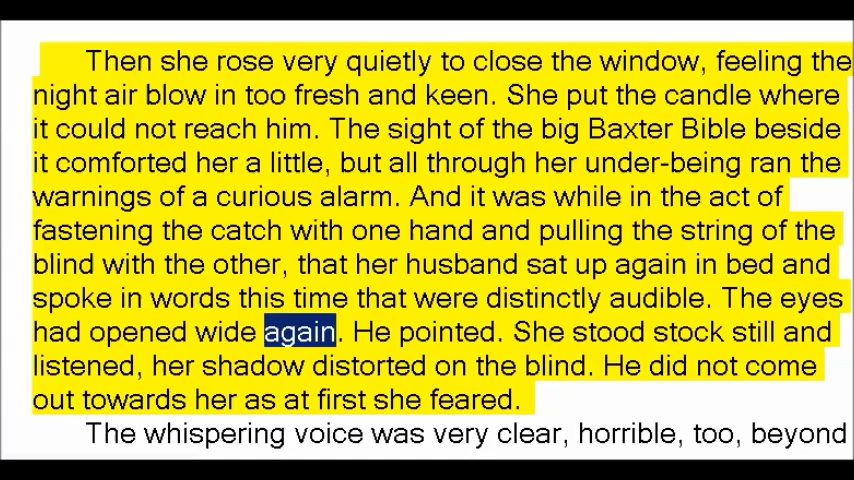 Then she rose very quietly to close the window, feeling the
night air blow in too fresh and keen. She put the candle where
it could not reach him. The sight of the big Baxter Bible beside
it comforted her a little, but all through her under-being ran the
warnings of a curious alarm. And it was while in the act of
fastening the catch with one hand and pulling the string of the
blind with the other, that her husband sat up again in bed and
spoke in words this time that were distinctly audible. The eyes
had opened wide again. He pointed. She stood stock still and
listened, her shadow distorted on the blind. He did not come
out towards her as at first she feared.
The whispering voice was very clear, horrible, too, beyond